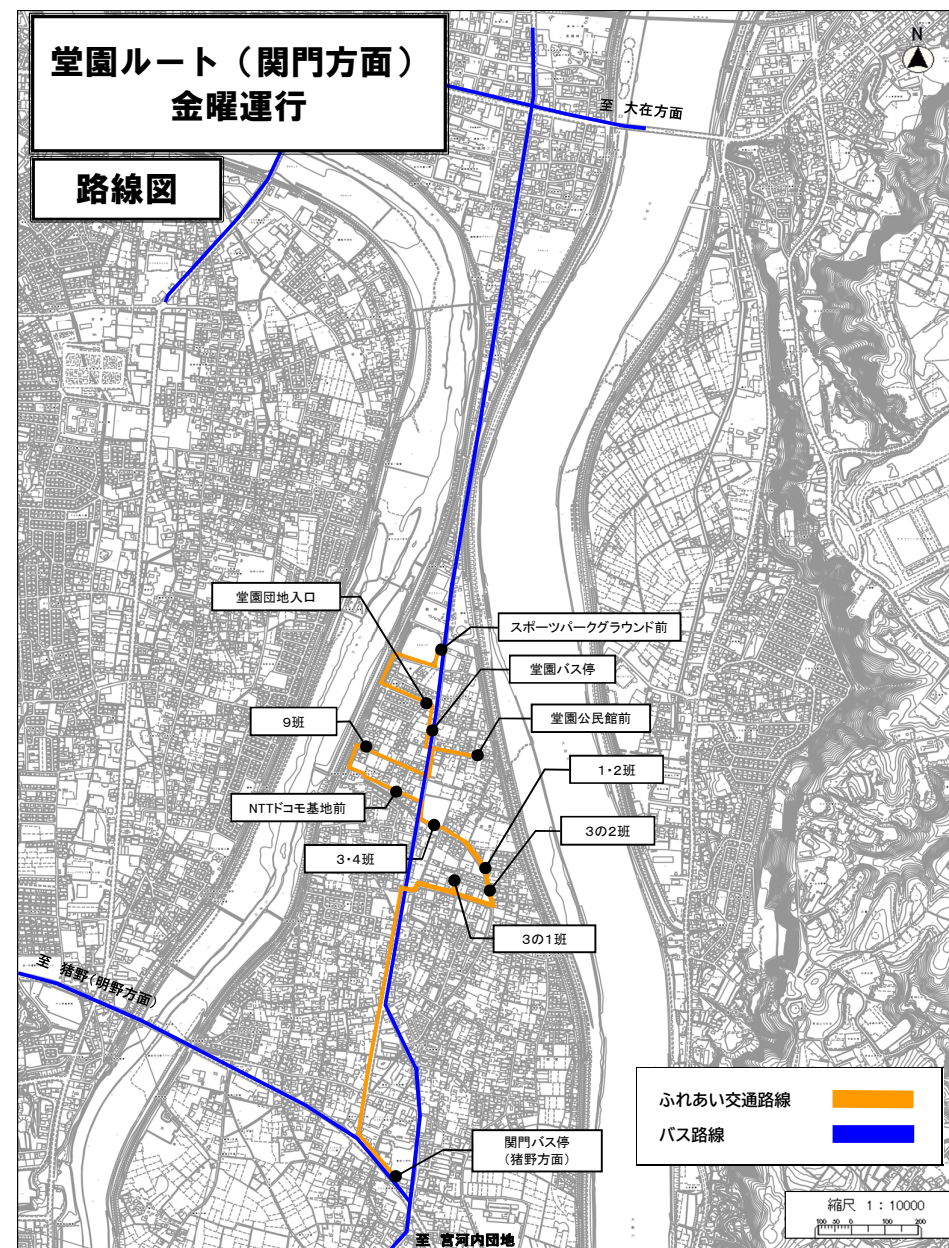 堂園ルート（関門方面）
金曜運行
路線図
N
至 大在方面
堂園団地入口
スポーツパークグラウンド前
堂園バス停
9班
堂園公民館前
1・2班
NTTドコモ基地前
3の2班
3・4班
3の1班
至 猪野(明野方面)
ふれあい交通路線
バス路線
関門バス停
（猪野方面）
縮尺 1：10000
100 50 0 100 200
至 宮河内団地